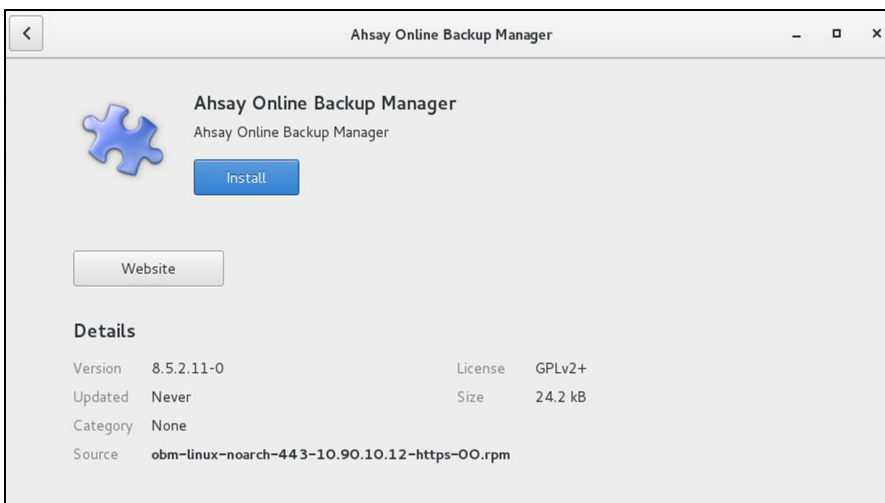 Ahsay Online Backup Manager
Ahsay Online Backup Manager
Ahsay Online Backup Manager
Install
Website
Details
Version 8.5.2.11-0 License GPLv2+
Updated Never Size 24.2 kB
Category None
Source obm-linux-noarch-443-10.90.10.12-https-00.rpm